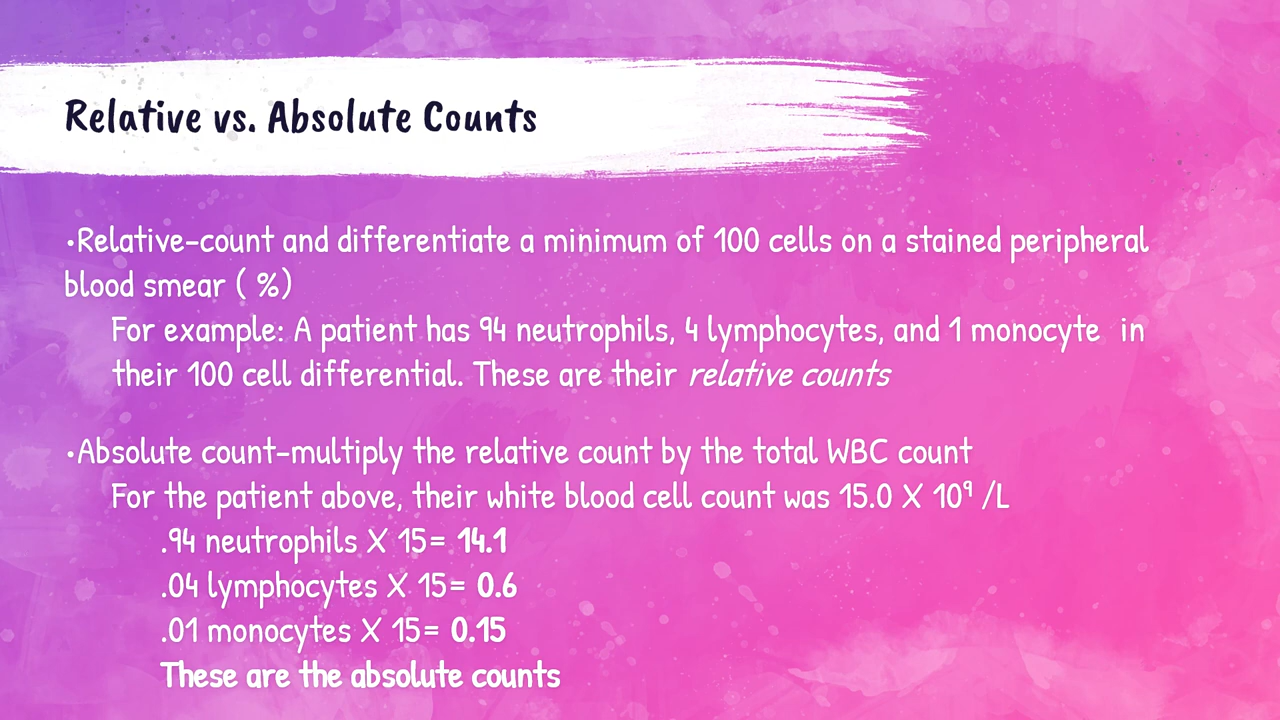 Relative vs. Absolute Counts
•Relative-count and differentiate a minimum of 100 cells on a stained peripheral
blood smear ( %)
For example: A patient has 94 neutrophils, 4 lymphocytes, and 1 monocyte  in
their 100 cell differential. These are their relative counts
•Absolute count-multiply the relative count by the total WBC count
For the patient above, their white blood cell count was 15.0 X 10⁹ /L
.94 neutrophils X 15= 14.1
.04 lymphocytes X 15= 0.6
.01 monocytes X 15= 0.15
These are the absolute counts